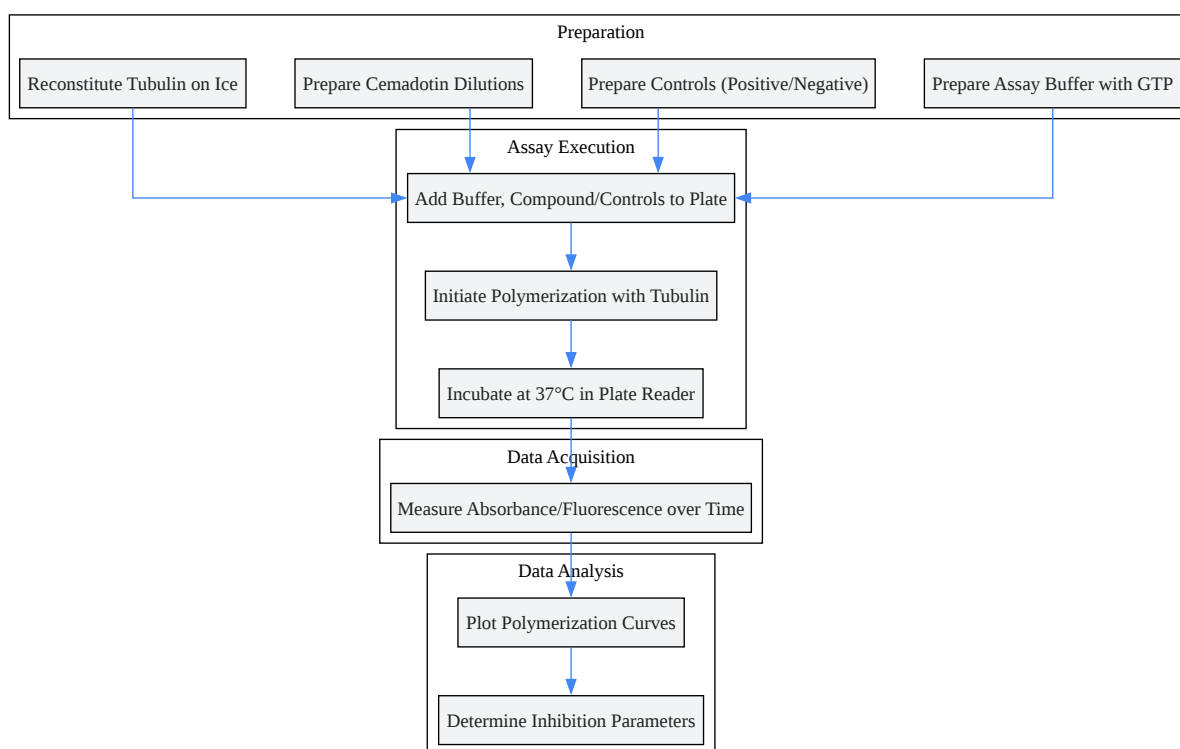 Preparation
Reconstitute Tubulin on Ice
Prepare Cemadotin Dilutions
Prepare Controls (Positive/Negative)
Prepare Assay Buffer with GTP
Assay Execution
Add Buffer, Compound/Controls to Plate
Initiate Polymerization with Tubulin
Incubate at 37°C in Plate Reader
Data Acquisition
Measure Absorbance/Fluorescence over Time
Data Analysis
Plot Polymerization Curves
Determine Inhibition Parameters